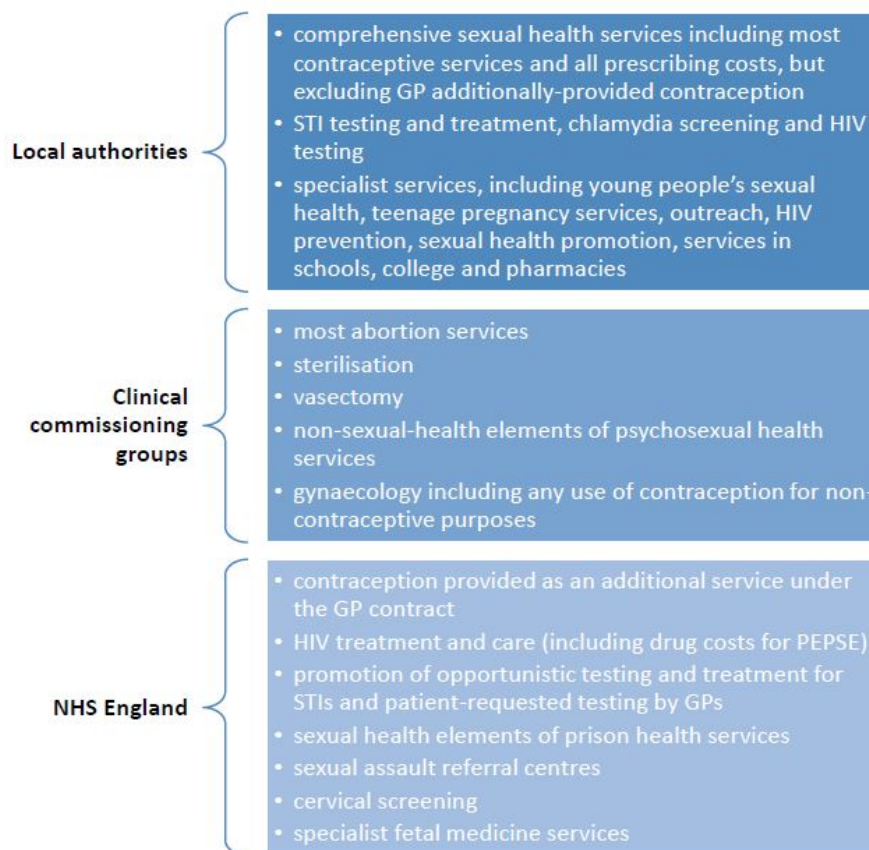 Local authorities
• comprehensive sexual health services including most
contraceptive services and all prescribing costs, but
excluding GP additionally-provided contraception
• STI testing and treatment, chlamydia screening and HIV
testing
• specialist services, including young people's sexual
health, teenage pregnancy services, outreach, HIV
prevention, sexual health promotion, services in
schools, college and pharmacies
Clinical
commissioning
groups
• most abortion services
• sterilisation
• vasectomy
• non-sexual-health elements of psychosexual health
services
• gynaecology including any use of contraception for non-
contraceptive purposes
NHS England
• contraception provided as an additional service under
the GP contract
• HIV treatment and care (including drug costs for PEPSE)
• promotion of opportunistic testing and treatment for
STIs and patient-requested testing by GPs
• sexual health elements of prison health services
• sexual assault referral centres
• cervical screening
• specialist fetal medicine services